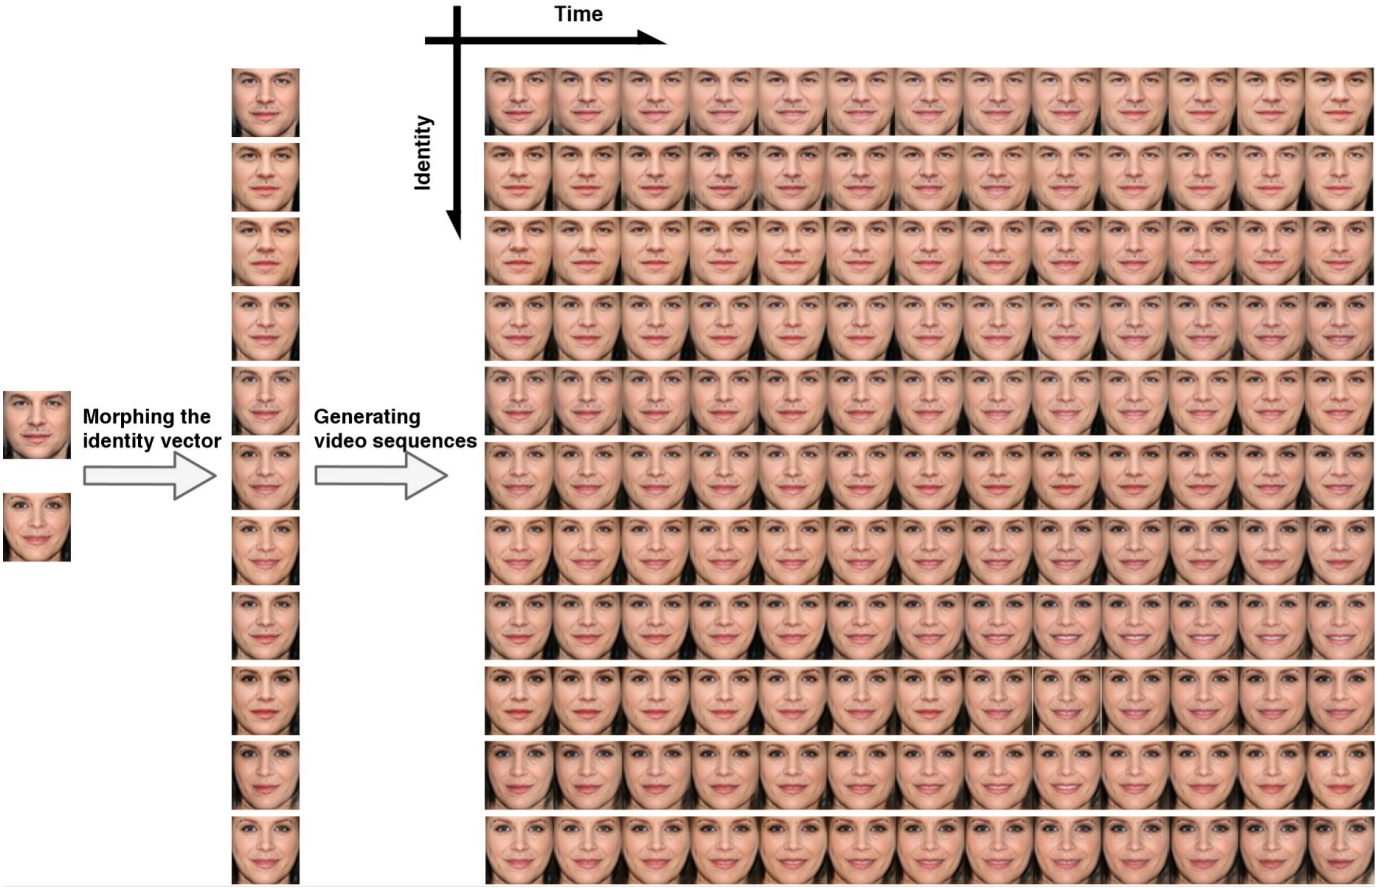 Time
Identity
Morphing the
identity vector
Generating
video sequences